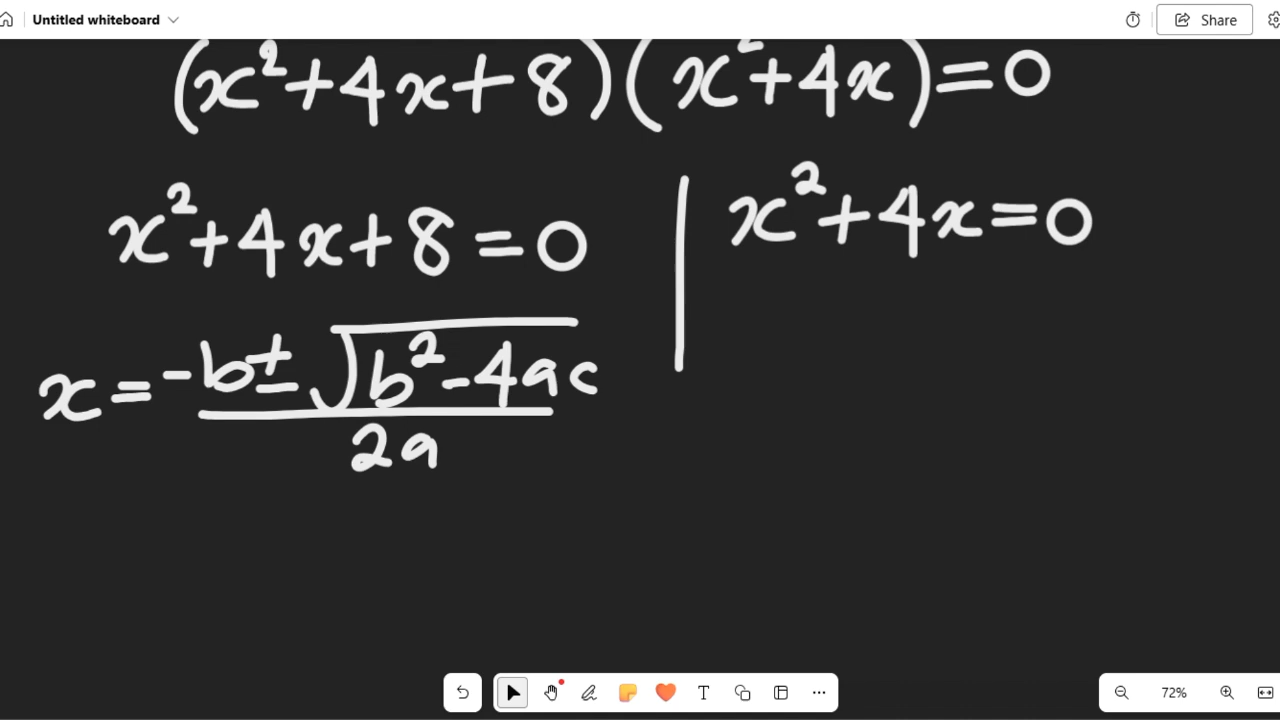 Untitled whiteboard
Share
(x²+4x+8)(x²+4x)=0
x²+4x+8=0
x²+4x=0
x=-b±√b²-4ac
2a
T
72%